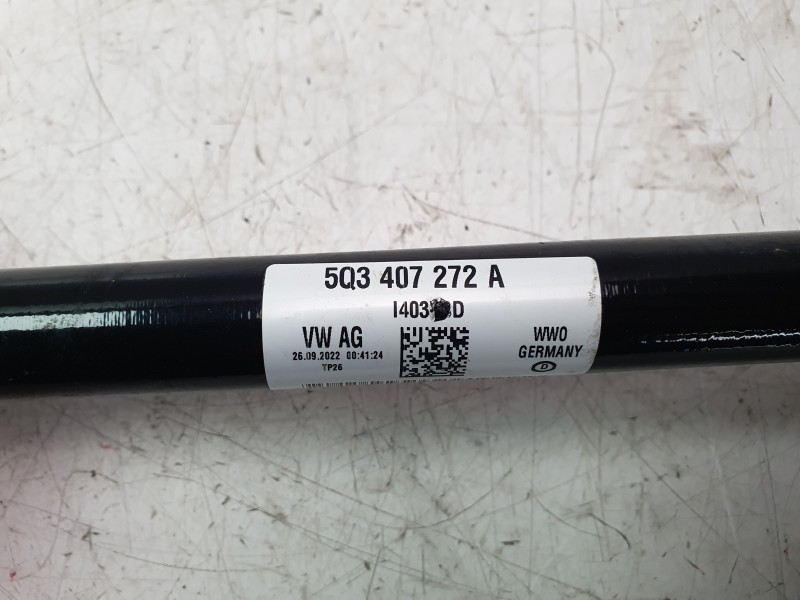 5Q3 407 272 A
VW AG
26.09.2022 00:41:24
TP26
WWO
GERMANY
D